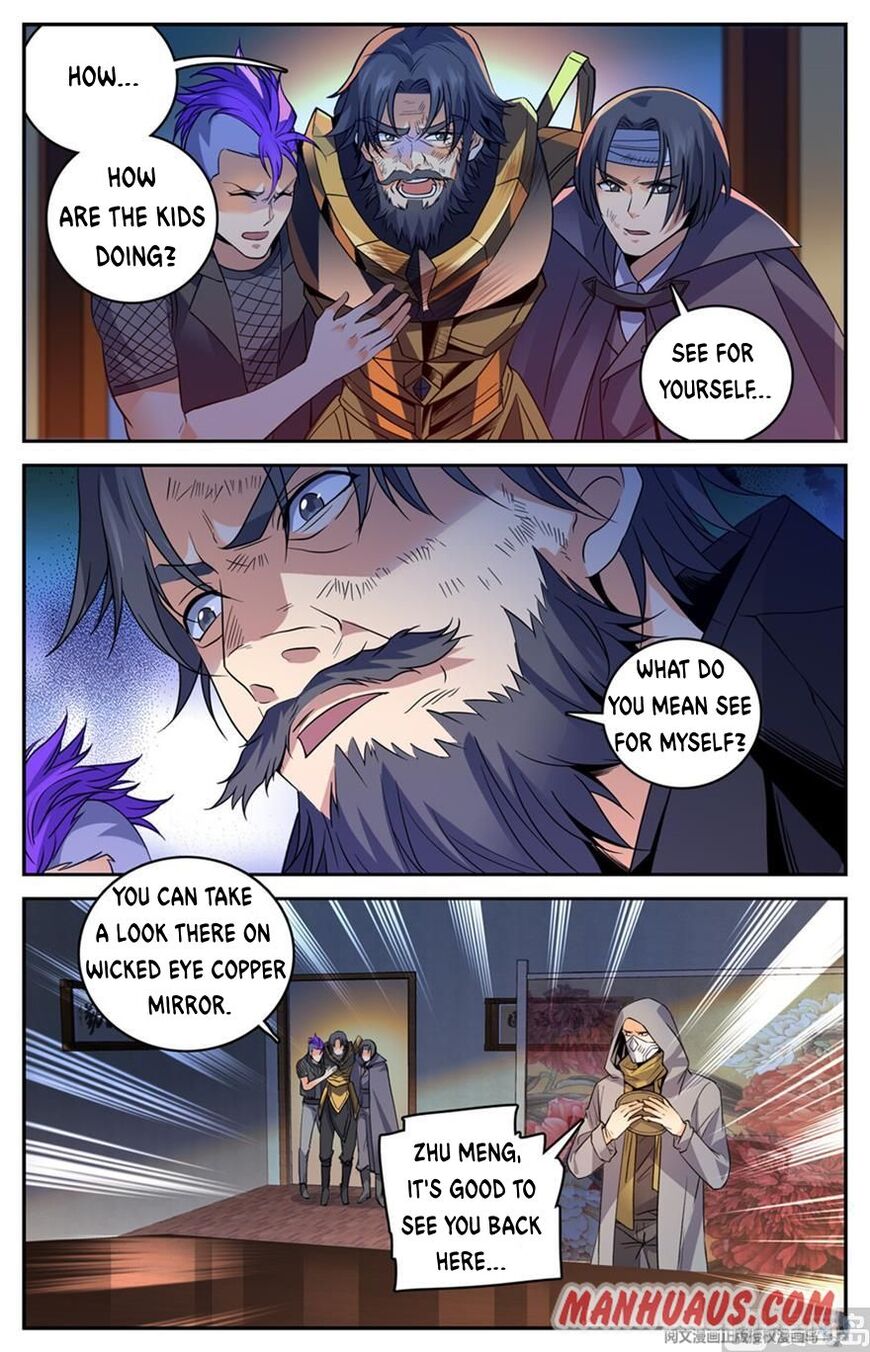 HOW...
HOW
ARE THE KIDS
DOING?
SEE FOR
YOURSELF...
WHAT DO
YOU MEAN SEE
FOR MYSELF?
YOU CAN TAKE
A LOOK THERE ON
WICKED EYE COPPER
MIRROR.
ZHU MENG,
IT'S GOOD TO
SEE YOU BACK
HERE...
MANHUAUS.COM